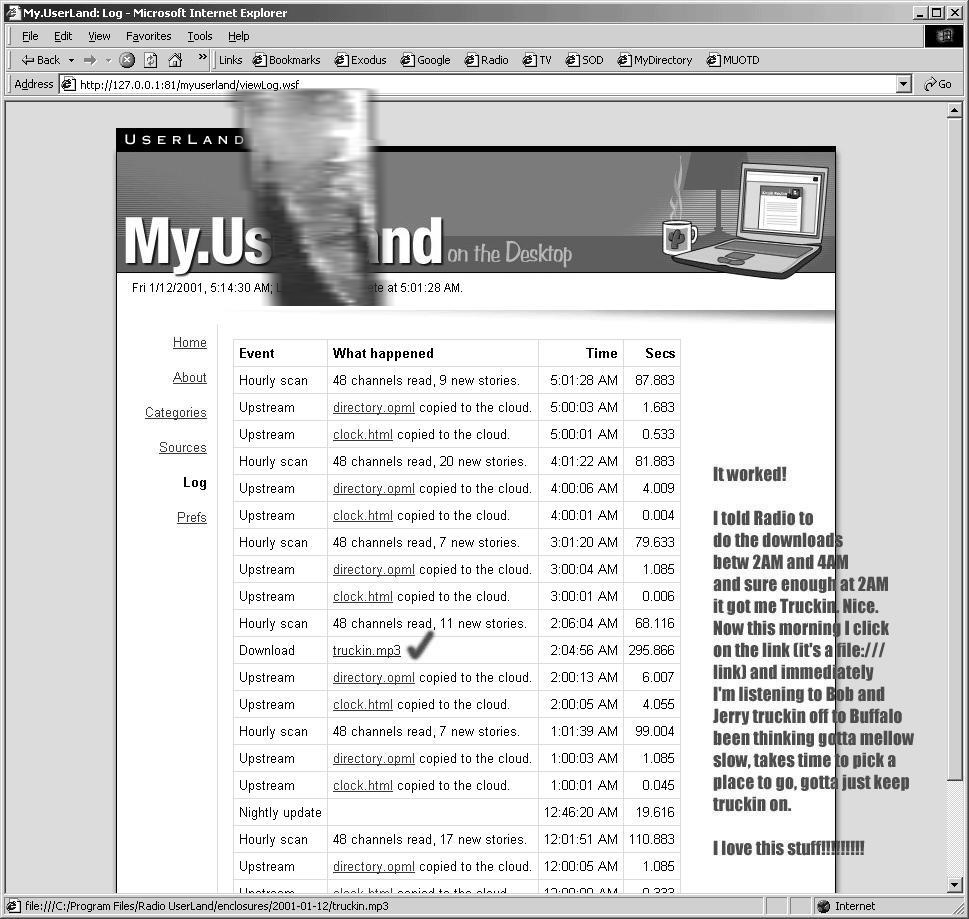 My.UserLand: Log - Microsoft Internet Explorer
File Edit View Favorites Tools Help
Back » Links Bookmarks Exodus Google Radio TV SOD MyDirectory MUOTD
Address http://127.0.0.1:81/myuserland/viewLog.wsf Go
USERLAND
My.Us and on the Desktop
Fri 1/12/2001, 5:14:30 AM; at 5:01:28 AM.
Home
About
Categories
Sources
Log
Prefs
Event What happened Time Secs
Hourly scan 48 channels read, 9 new stories. 5:01:28 AM 87.883
Upstream directory.opml copied to the cloud. 5:00:03 AM 1.683
Upstream clock.html copied to the cloud. 5:00:01 AM 0.533
Hourly scan 48 channels read, 20 new stories. 4:01:22 AM 81.883
Upstream directory.opml copied to the cloud. 4:00:06 AM 4.009
Upstream clock.html copied to the cloud. 4:00:01 AM 0.004
Hourly scan 48 channels read, 7 new stories. 3:01:20 AM 79.633
Upstream directory.opml copied to the cloud. 3:00:04 AM 1.085
Upstream clock.html copied to the cloud. 3:00:01 AM 0.006
Hourly scan 48 channels read, 11 new stories. 2:06:04 AM 68.116
Download truckin.mp3 2:04:56 AM 295.866
Upstream directory.opml copied to the cloud. 2:00:13 AM 6.007
Upstream clock.html copied to the cloud. 2:00:05 AM 4.055
Hourly scan 48 channels read, 7 new stories. 1:01:39 AM 99.004
Upstream directory.opml copied to the cloud. 1:00:03 AM 1.085
Upstream clock.html copied to the cloud. 1:00:01 AM 0.045
Nightly update 12:46:20 AM 19.616
Hourly scan 48 channels read, 17 new stories. 12:01:51 AM 110.883
Upstream directory.opml copied to the cloud. 12:00:05 AM 1.085
Upstream clock.html copied to the cloud. 12:00:00 AM 0.333
It worked!
I told Radio to
do the downloads
betw 2AM and 4AM
and sure enough at 2AM
it got me Truckin. Nice.
Now this morning I click
on the link (it's a file:///
link) and immediately
I'm listening to Bob and
Jerry truckin off to Buffalo
been thinking gotta mellow
slow, takes time to pick a
place to go, gotta just keep
truckin on.
I love this stuff!!!!!!!!!
file:///C:/Program Files/Radio UserLand/enclosures/2001-01-12/truckin.mp3 Internet